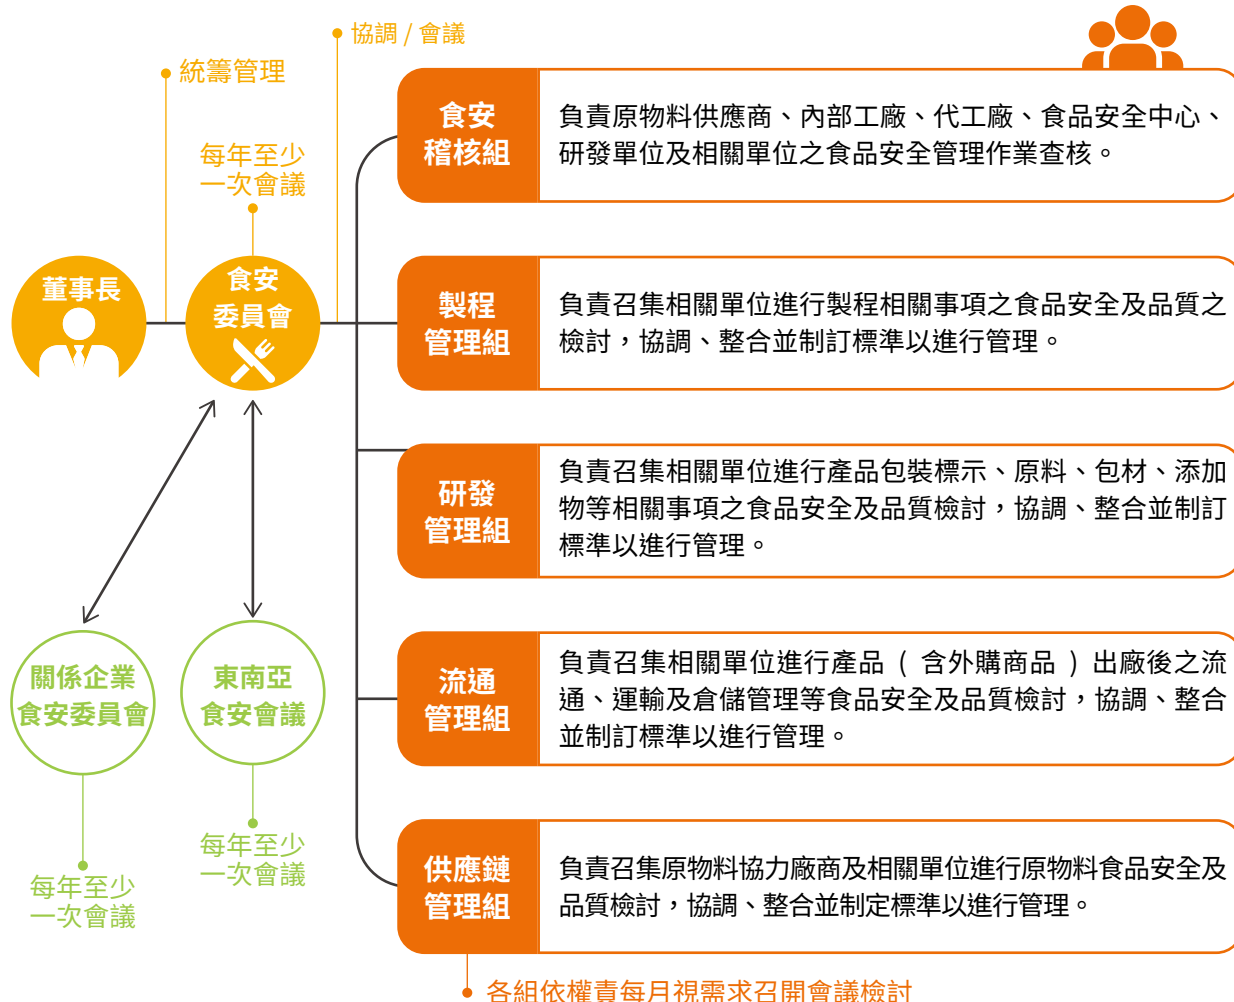 協調 / 會議
統籌管理
每年至少
一次會議
董事長
食安
委員會
關係企業
食安委員會
每年至少
一次會議
東南亞
食安會議
每年至少
一次會議
食安
稽核組
負責原物料供應商、內部工廠、代工廠、食品安全中心、
研發單位及相關單位之食品安全管理作業查核。
製程
管理組
負責召集相關單位進行製程相關事項之食品安全及品質之
檢討，協調、整合並制訂標準以進行管理。
研發
管理組
負責召集相關單位進行產品包裝標示、原料、包材、添加
物等相關事項之食品安全及品質檢討，協調、整合並制訂
標準以進行管理。
流通
管理組
負責召集相關單位進行產品 ( 含外購商品 ) 出廠後之流
通、運輸及倉儲管理等食品安全及品質檢討，協調、整合
並制訂標準以進行管理。
供應鏈
管理組
負責召集原物料協力廠商及相關單位進行原物料食品安全及
品質檢討，協調、整合並制定標準以進行管理。
各組依權責每月視需求召開會議檢討